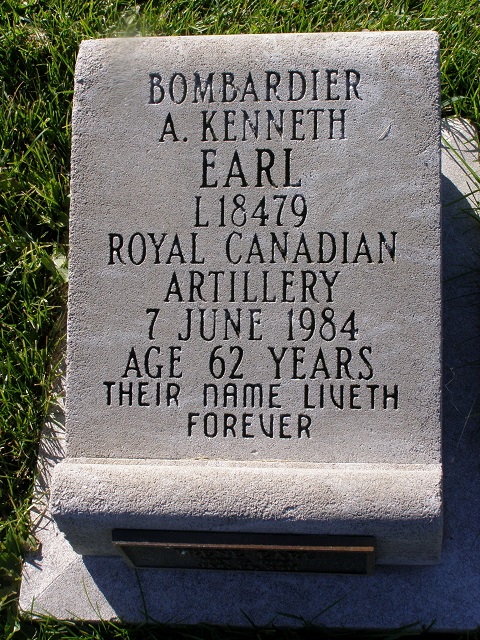 BOMBARDIER
A. KENNETH
EARL
L18479
ROYAL CANADIAN
ARTILLERY
7 JUNE 1984
AGE 62 YEARS
THEIR NAME LIVETH
FOREVER